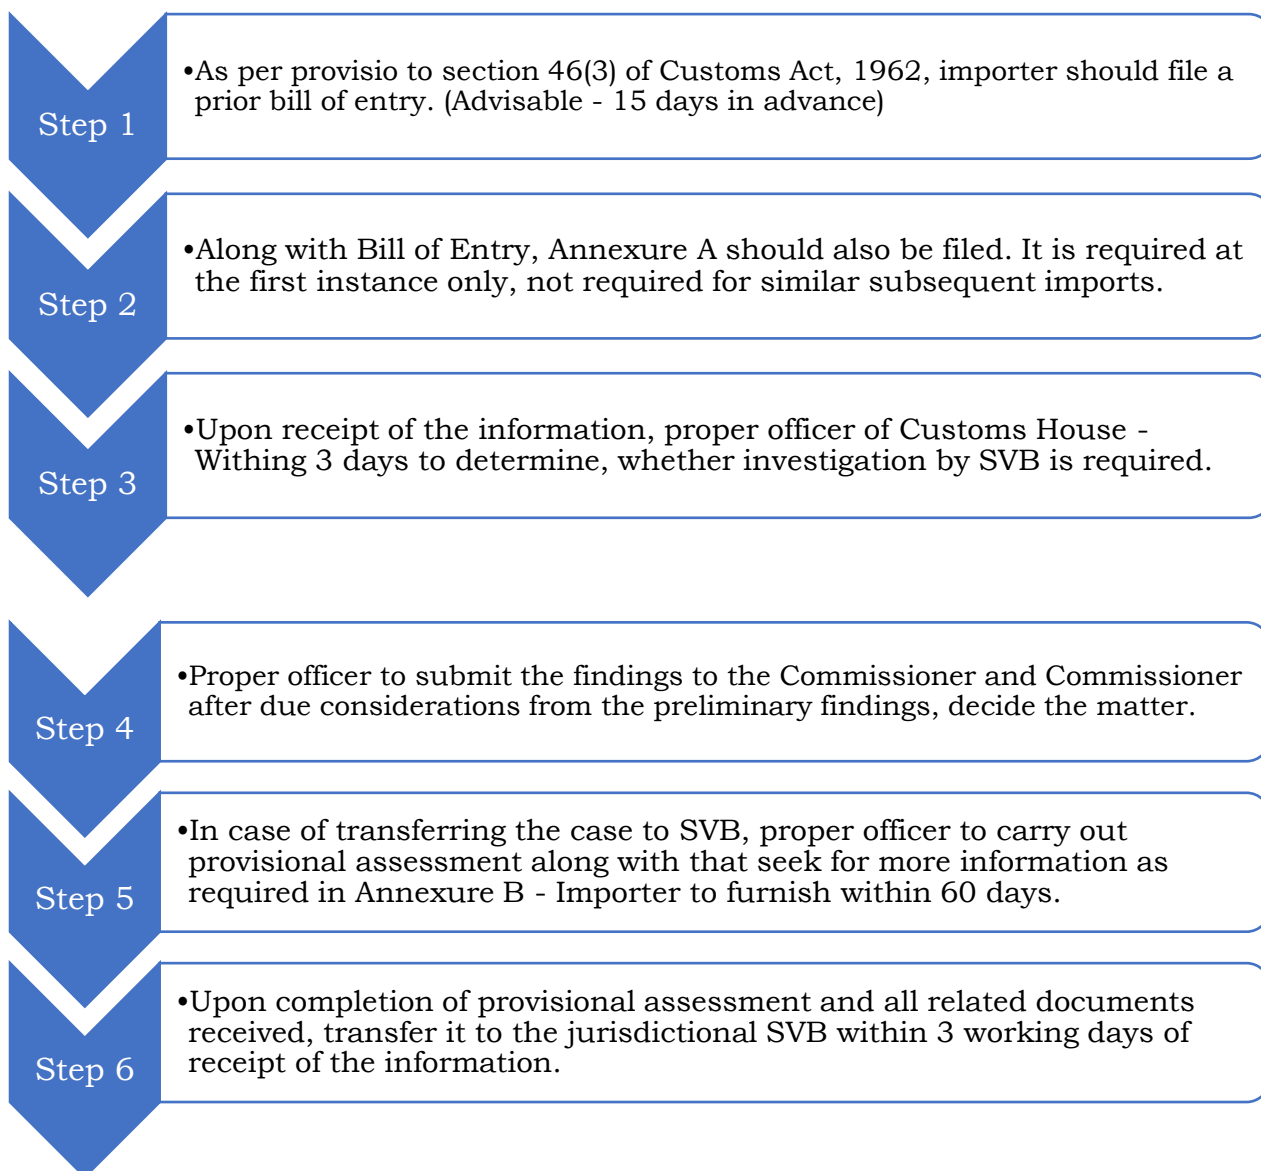 Step 1
•As per provisio to section 46(3) of Customs Act, 1962, importer should file a
prior bill of entry. (Advisable - 15 days in advance)
Step 2
•Along with Bill of Entry, Annexure A should also be filed. It is required at
the first instance only, not required for similar subsequent imports.
Step 3
•Upon receipt of the information, proper officer of Customs House -
Withing 3 days to determine, whether investigation by SVB is required.
Step 4
•Proper officer to submit the findings to the Commissioner and Commissioner
after due considerations from the preliminary findings, decide the matter.
Step 5
•In case of transferring the case to SVB, proper officer to carry out
provisional assessment along with that seek for more information as
required in Annexure B - Importer to furnish within 60 days.
Step 6
•Upon completion of provisional assessment and all related documents
received, transfer it to the jurisdictional SVB within 3 working days of
receipt of the information.